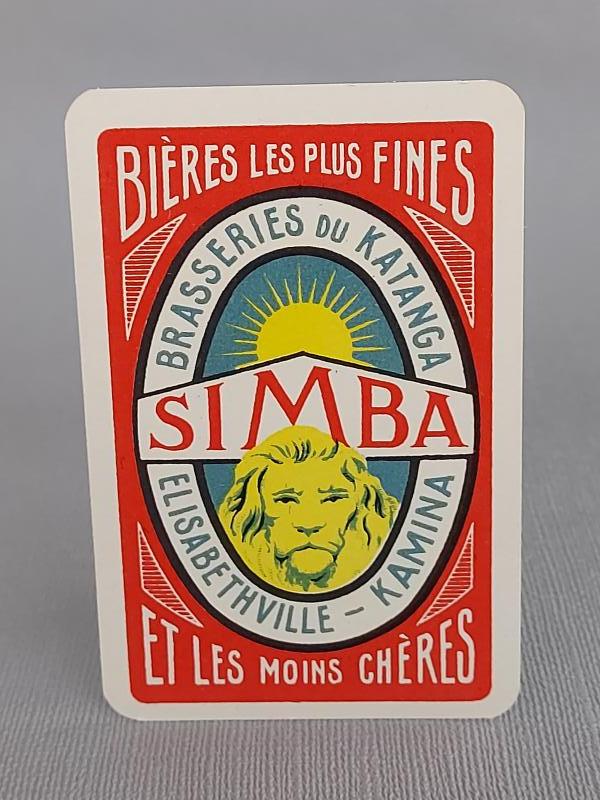 BIÈRES LES PLUS FINES
BRASSERIES DU KATANGA
SIMBA
ELISABETHVILLE – KAMINA
ET LES MOINS CHÈRES